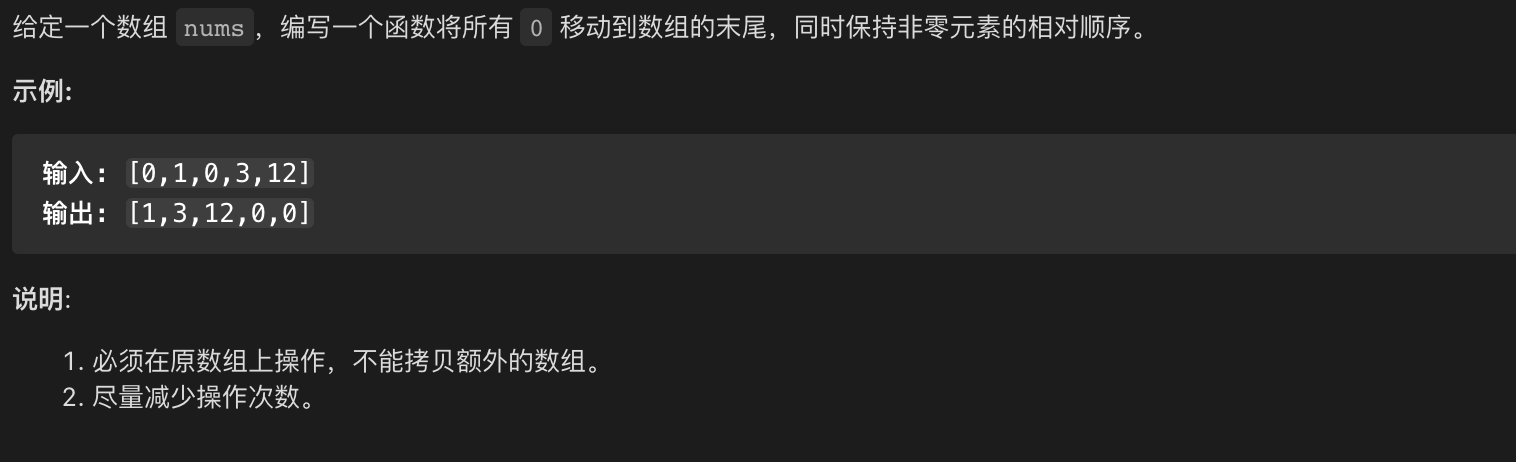 给定一个数组 nums，编写一个函数将所有 0 移动到数组的末尾，同时保持非零元素的相对顺序。
示例:
输入: [0,1,0,3,12]
输出: [1,3,12,0,0]
说明:
1. 必须在原数组上操作，不能拷贝额外的数组。
2. 尽量减少操作次数。